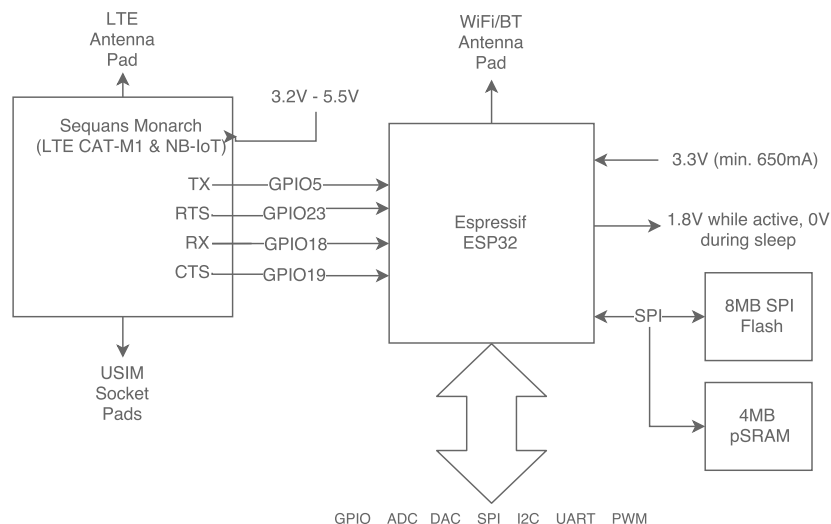 LTE
Antenna
Pad
WiFi/BT
Antenna
Pad
3.2V - 5.5V
Sequans Monarch
(LTE CAT-M1 & NB-IoT)
3.3V (min. 650mA)
TX GPIO5
RTS GPIO23
RX GPIO18
CTS GPIO19
Espressif
ESP32
1.8V while active, 0V
during sleep
SPI
8MB SPI
Flash
USIM
Socket
Pads
4MB
pSRAM
GPIO ADC DAC SPI I2C UART PWM